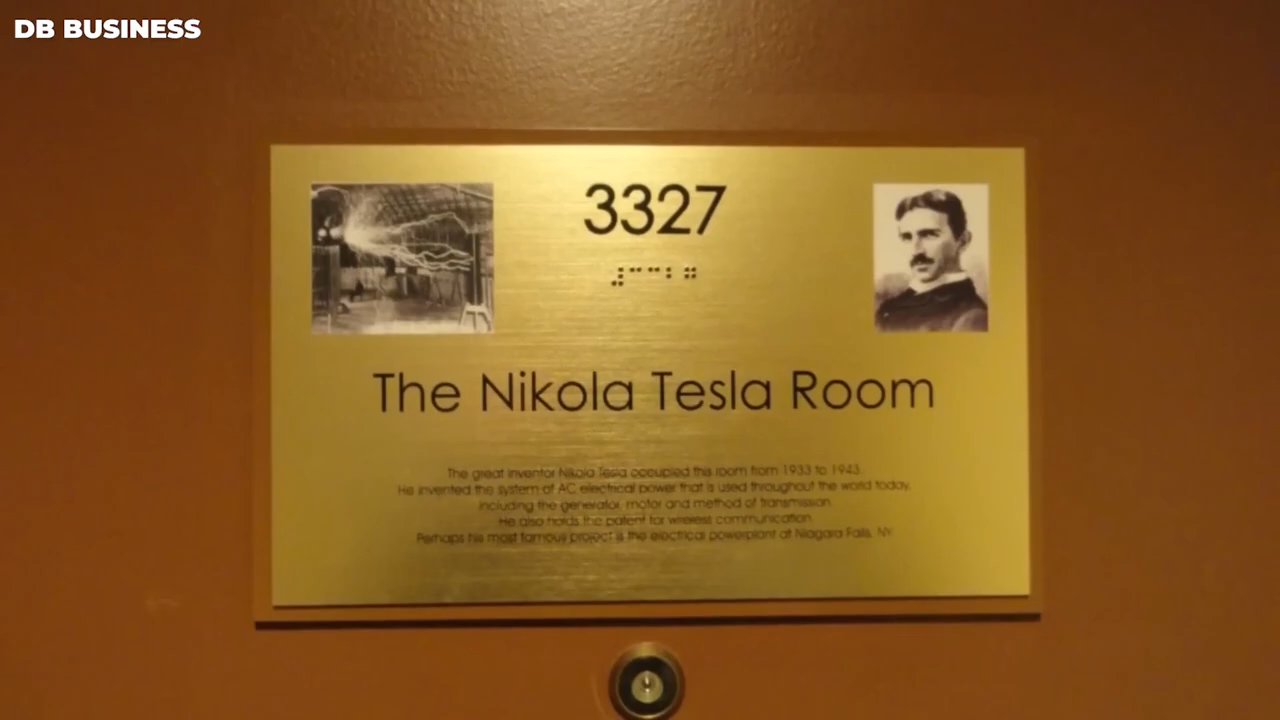 DB BUSINESS
3327
⠼⠉⠉⠃⠛
The Nikola Tesla Room
The great inventor Nikola Tesla occupied this room from 1933 to 1943.
He invented the system of AC electrical power that is used throughout the world today,
including the generator, motor and method of transmission.
He also holds the patent for wireless communication.
Perhaps his most famous project is the electrical powerplant at Niagara Falls, NY.